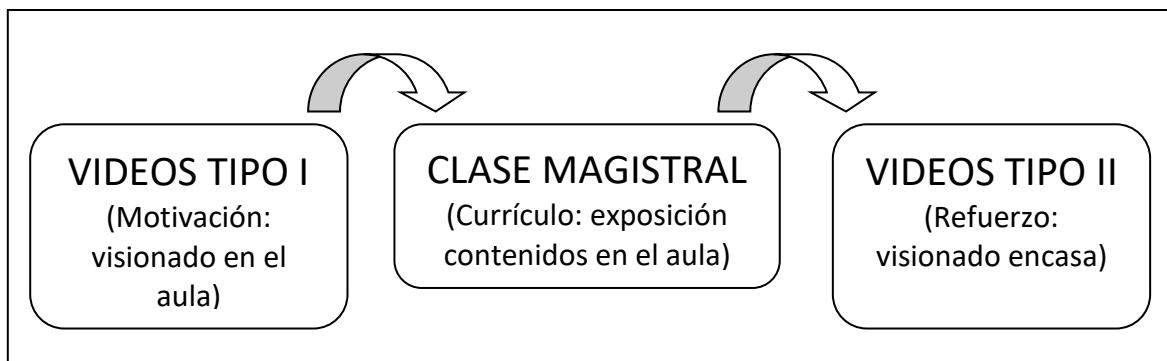 VIDEOS TIPO I
(Motivación:
visionado en el
aula)
CLASE MAGISTRAL
(Currículo: exposición
contenidos en el aula)
VIDEOS TIPO II
(Refuerzo:
visionado encasa)